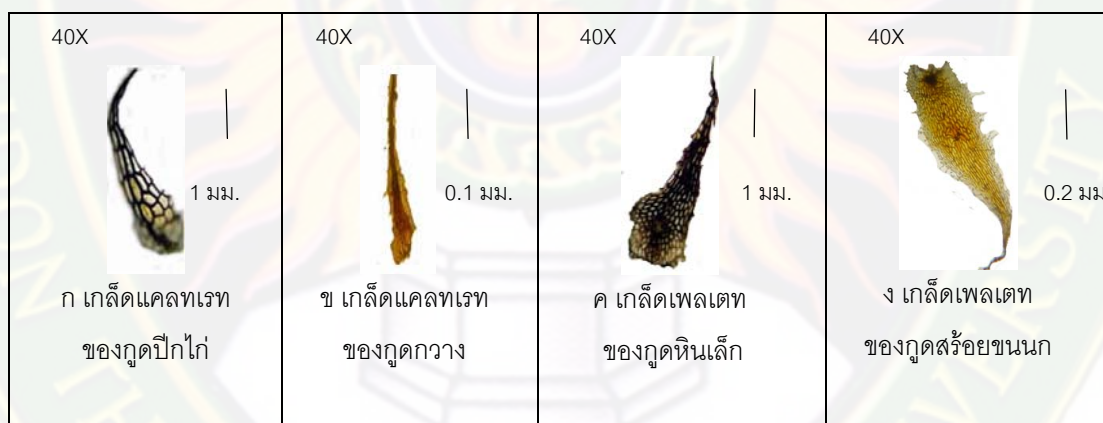 40X
1 มม.
ก เกล็ดแคลทเรท
ของกูดปีกไก่
40X
0.1 มม.
ข เกล็ดแคลทเรท
ของกูดกวาง
40X
1 มม.
ค เกล็ดเพลเตท
ของกูดหินเล็ก
40X
0.2 มม
ง เกล็ดเพลเตท
ของกูดสร้อยขนนก